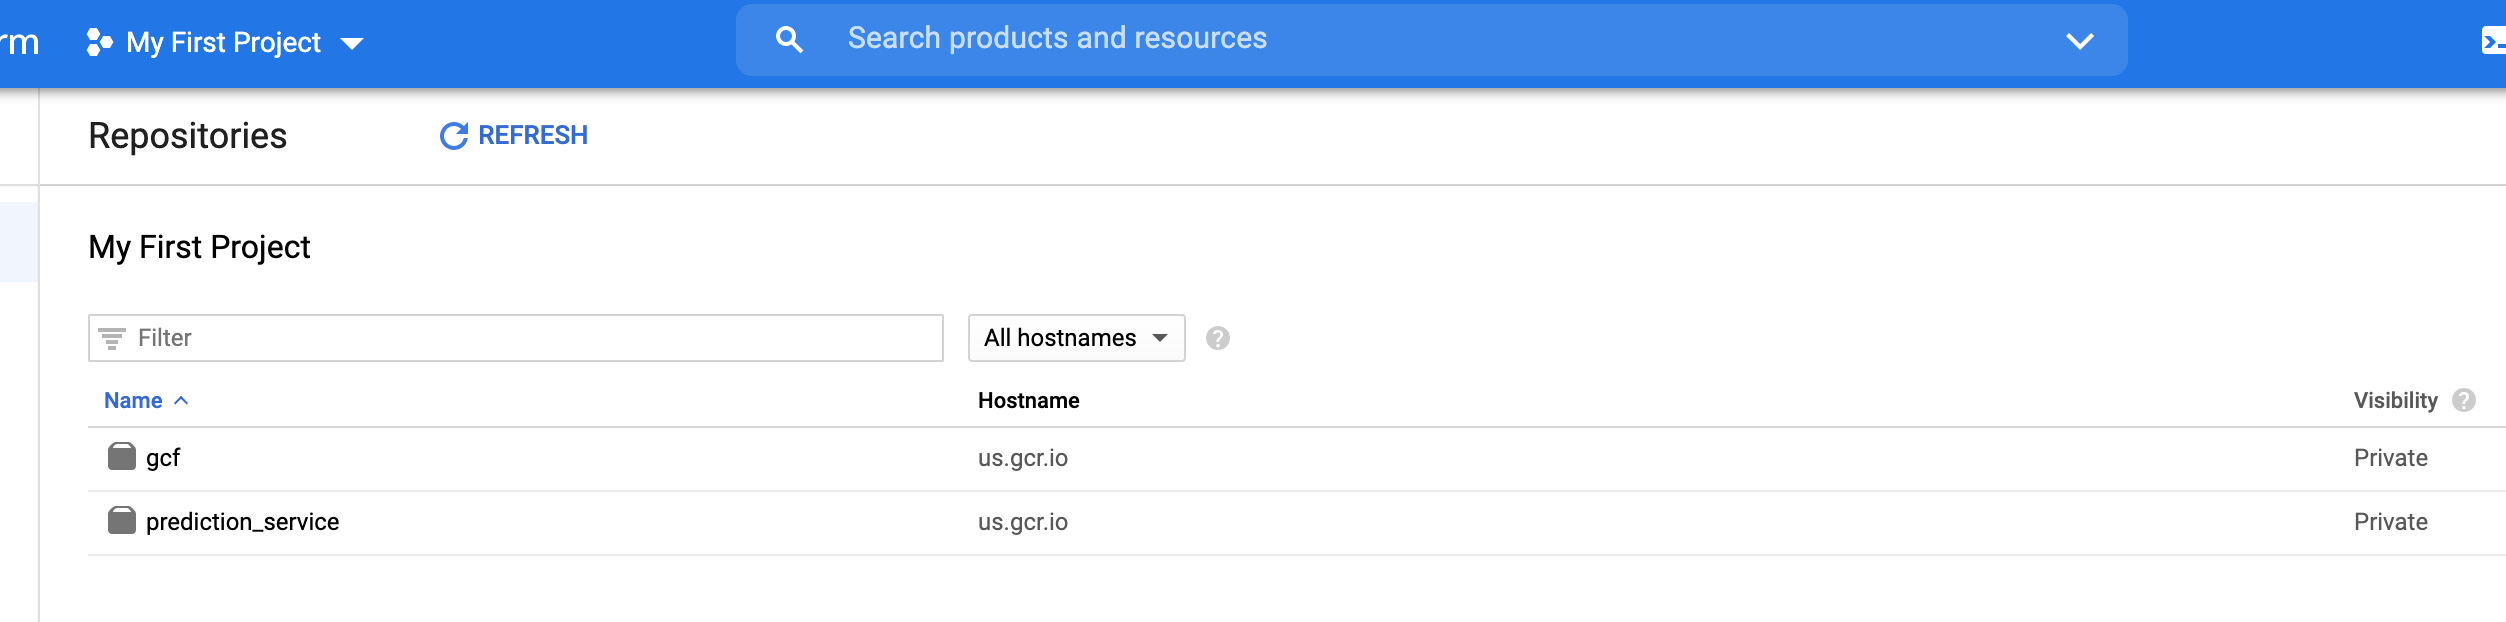 rm My First Project Search products and resources
Repositories REFRESH
My First Project
Filter All hostnames ?
Name Hostname Visibility ?
gcf us.gcr.io Private
prediction_service us.gcr.io Private